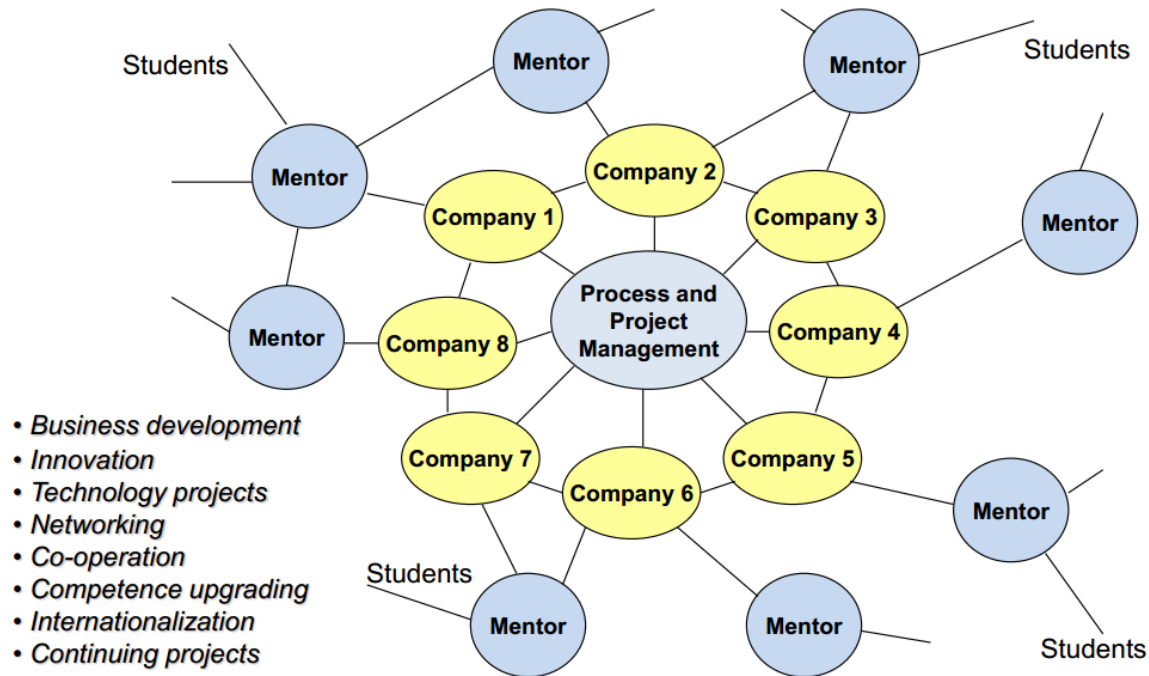 Students
Mentor
Mentor
Students
Mentor
Company 2
Company 1
Company 3
Mentor
Process and
Project
Management
Mentor
Company 8
Company 4
• Business development
• Innovation
• Technology projects
• Networking
• Co-operation
• Competence upgrading
• Internationalization
• Continuing projects
Company 7
Company 5
Company 6
Mentor
Students
Mentor
Mentor
Students